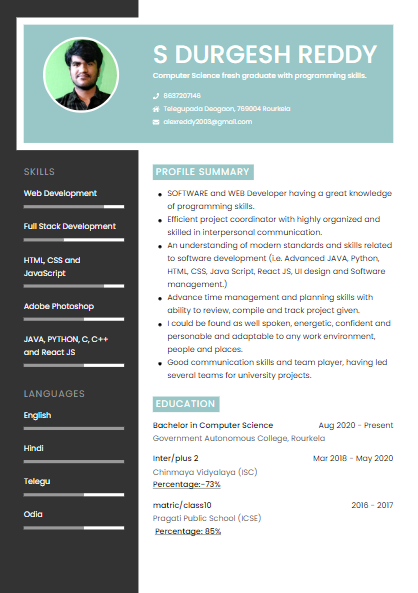 S DURGESH REDDY
Computer Science fresh graduate with programming skills.
8637207146
Telegupada Deogaon, 769004 Rourkela
alexreddy2003@gmail.com
SKILLS
Web Development
Full Stack Development
HTML, CSS and
JavaScript
Adobe Photoshop
JAVA, PYTHON, C, C++
and React JS
LANGUAGES
English
Hindi
Telegu
Odia
PROFILE SUMMARY
• SOFTWARE and WEB Developer having a great knowledge
of programming skills.
• Efficient project coordinator with highly organized and
skilled in interpersonal communication.
• An understanding of modern standards and skills related
to software development (i.e. Advanced JAVA, Python,
HTML, CSS, Java Script, React JS, UI design and Software
management.)
• Advance time management and planning skills with
ability to review, compile and track project given.
• I could be found as well spoken, energetic, confident and
personable and adaptable to any work environment,
people and places.
• Good communication skills and team player, having led
several teams for university projects.
EDUCATION
Bachelor in Computer Science Aug 2020 - Present
Government Autonomous College, Rourkela
Inter/plus 2 Mar 2018 - May 2020
Chinmaya Vidyalaya (ISC)
Percentage:-73%
matric/class10 2016 - 2017
Pragati Public School (ICSE)
Percentage: 85%